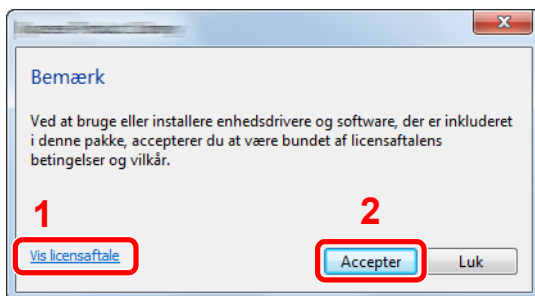 Bemærk
Ved at bruge eller installere enhedsdrivere og software, der er inkluderet
i denne pakke, accepterer du at være bundet af licensaftalens
betingelser og vilkår.
1
2
Vis licensaftale
Accepter
Luk